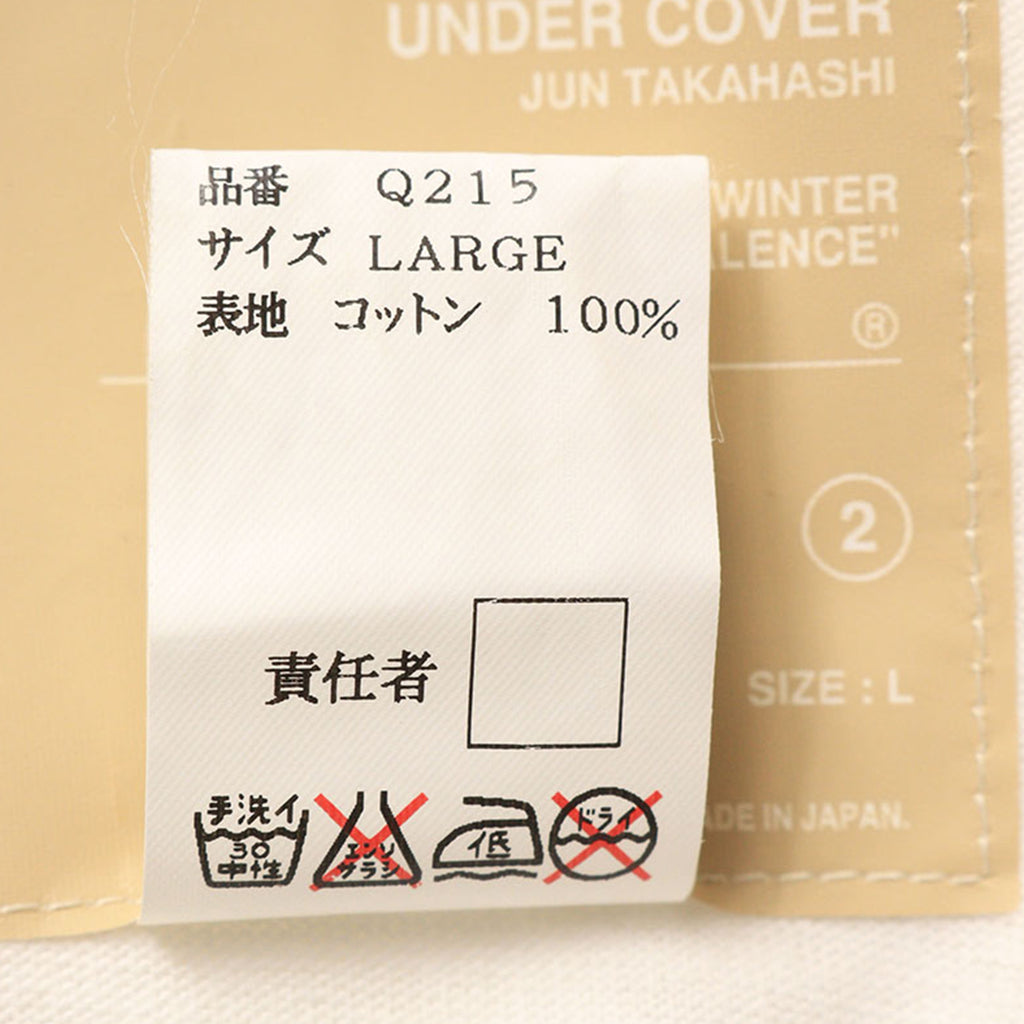 UNDER COVER
JUN TAKAHASHI
WINTER
LENCE"
®
2
SIZE : L
DE IN JAPAN.
品番 Q215
サイズ LARGE
表地 コットン 100%
責任者
手洗イ
30
中性
エンソ
サラシ
低
ドライ